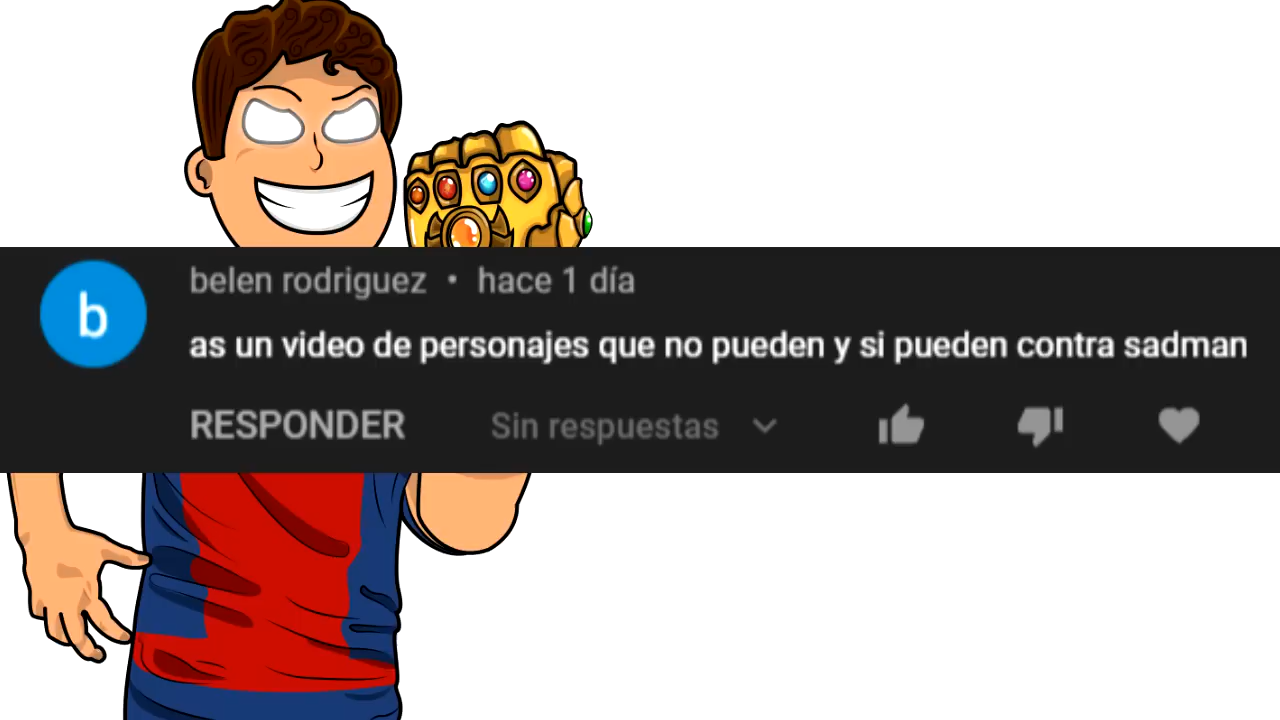 belen rodriguez • hace 1 día
as un video de personajes que no pueden y si pueden contra sadman
RESPONDER Sin respuestas
b